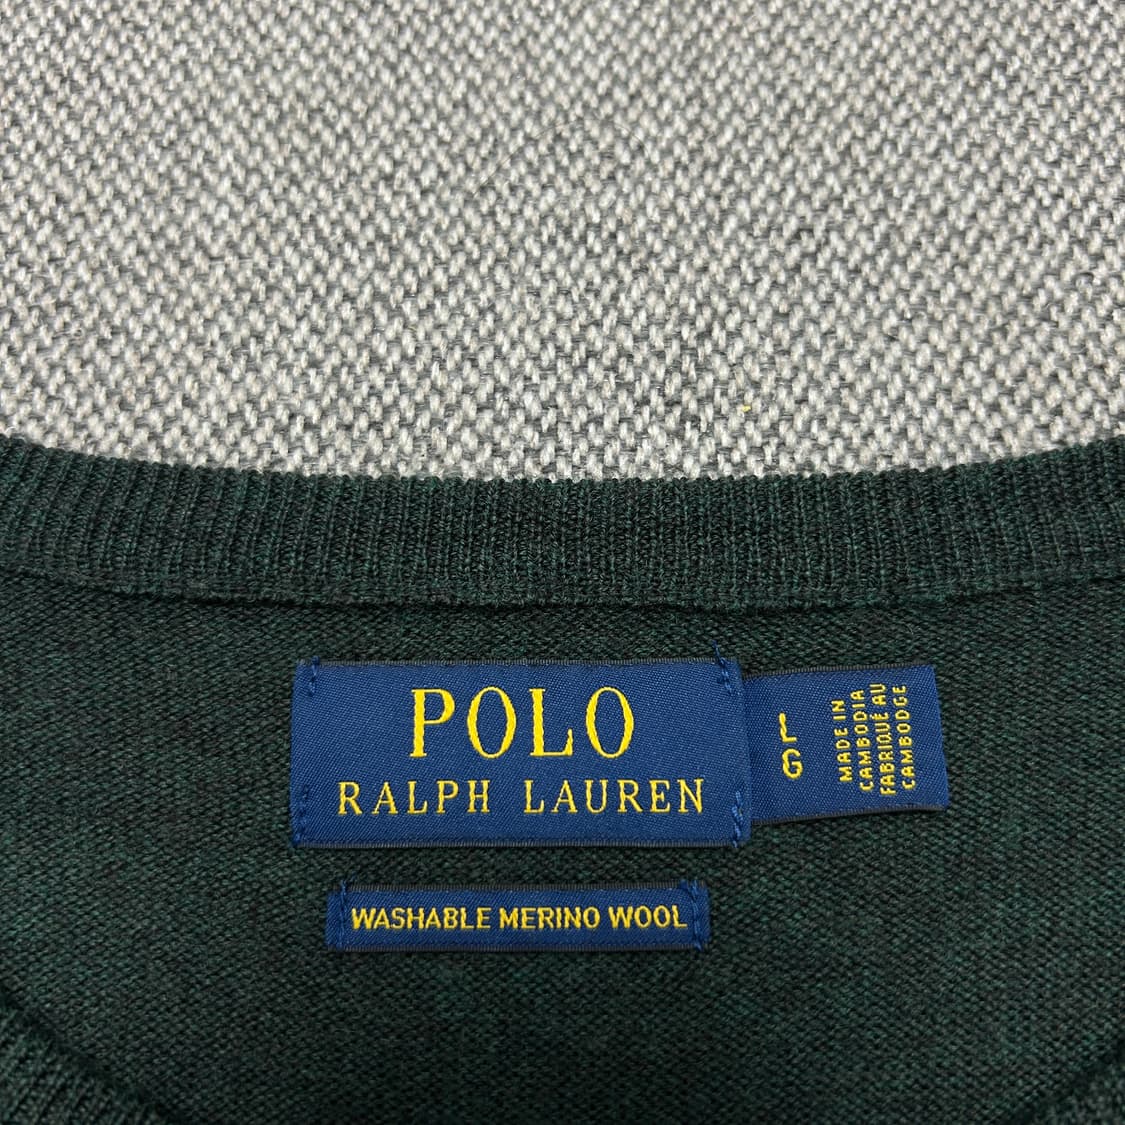 POLO
RALPH LAUREN
L
G
MADE IN
CAMBODIA
FABRIQUÉ AU
CAMBODGE
WASHABLE MERINO WOOL